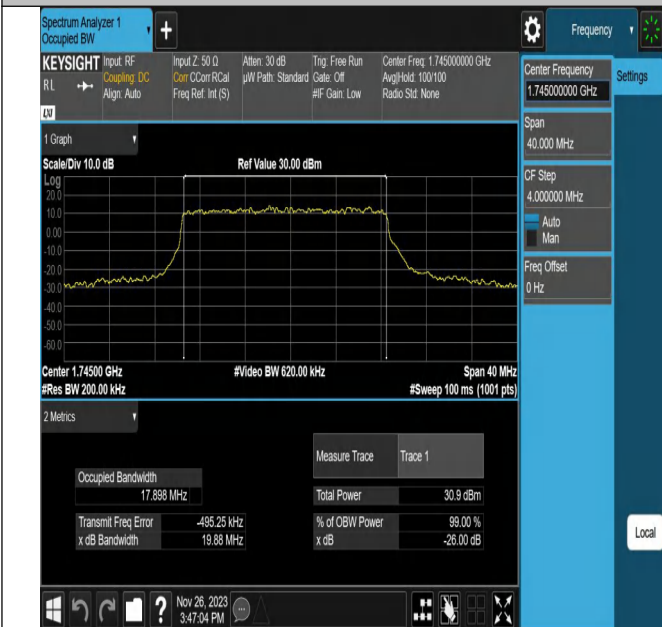 Spectrum Analyzer 1
Occupied BW
+
Frequency
KEYSIGHT
RL
LXI
Input: RF
Coupling: DC
Align: Auto
Input Z: 50 Ω
Corr CCorr RCal
Freq Ref: Int (S)
Atten: 30 dB
µW Path: Standard
Trig: Free Run
Gate: Off
#IF Gain: Low
Center Freq: 1.745000000 GHz
Avg|Hold: 100/100
Radio Std: None
Center Frequency
1.745000000 GHz
Settings
Span
40.000 MHz
CF Step
4.000000 MHz
Auto
Man
Freq Offset
0 Hz
1 Graph
Scale/Div 10.0 dB
Ref Value 30.00 dBm
Log
20.0
10.0
0.00
-10.0
-20.0
-30.0
-40.0
-50.0
-60.0
Center 1.74500 GHz
#Video BW 620.00 kHz
Span 40 MHz
#Res BW 200.00 kHz
#Sweep 100 ms (1001 pts)
2 Metrics
Measure Trace
Trace 1
Occupied Bandwidth
17.898 MHz
Total Power
30.9 dBm
Transmit Freq Error
-495.25 kHz
% of OBW Power
99.00 %
x dB Bandwidth
19.88 MHz
x dB
-26.00 dB
Local
?
Nov 26, 2023
3:47:04 PM